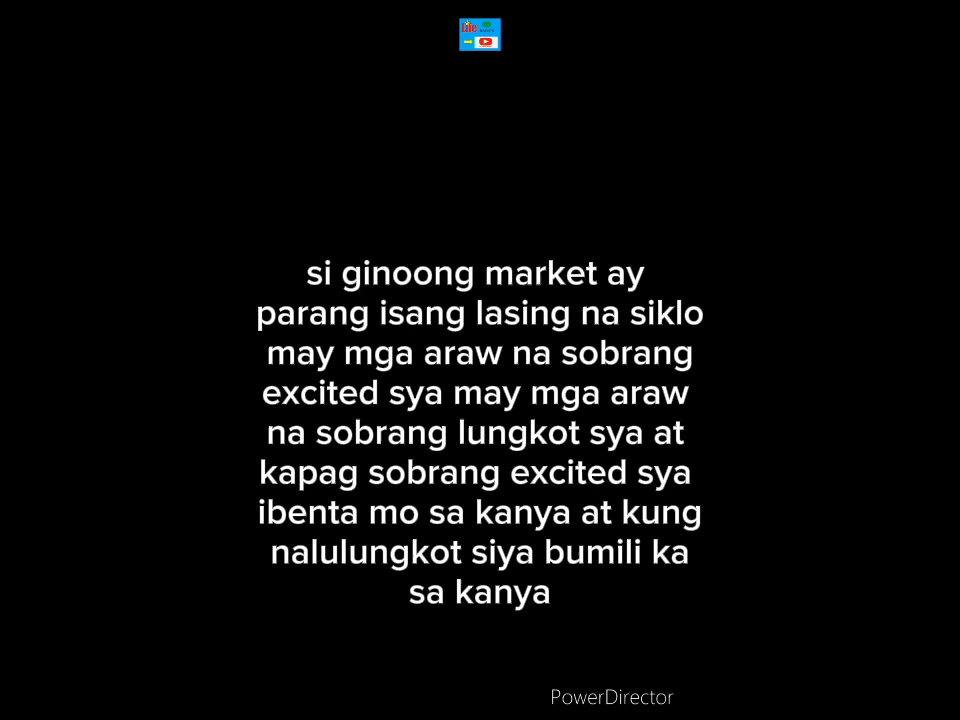 Life
si ginoong market ay
parang isang lasing na siklo
may mga araw na sobrang
excited sya may mga araw
na sobrang lungkot sya at
kapag sobrang excited sya
ibenta mo sa kanya at kung
nalulungkot siya bumili ka
sa kanya
PowerDirector